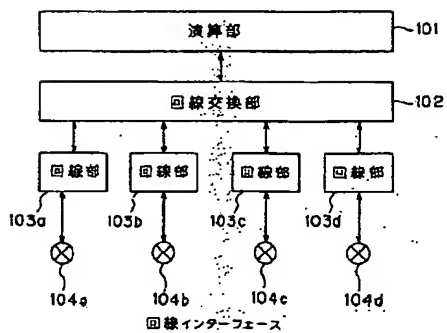 演算部 101
回線交換部 102
回線部 回線部 回線部 回線部
103a 103b 103c 103d
104a 104b 104c 104d
回線インターフェース